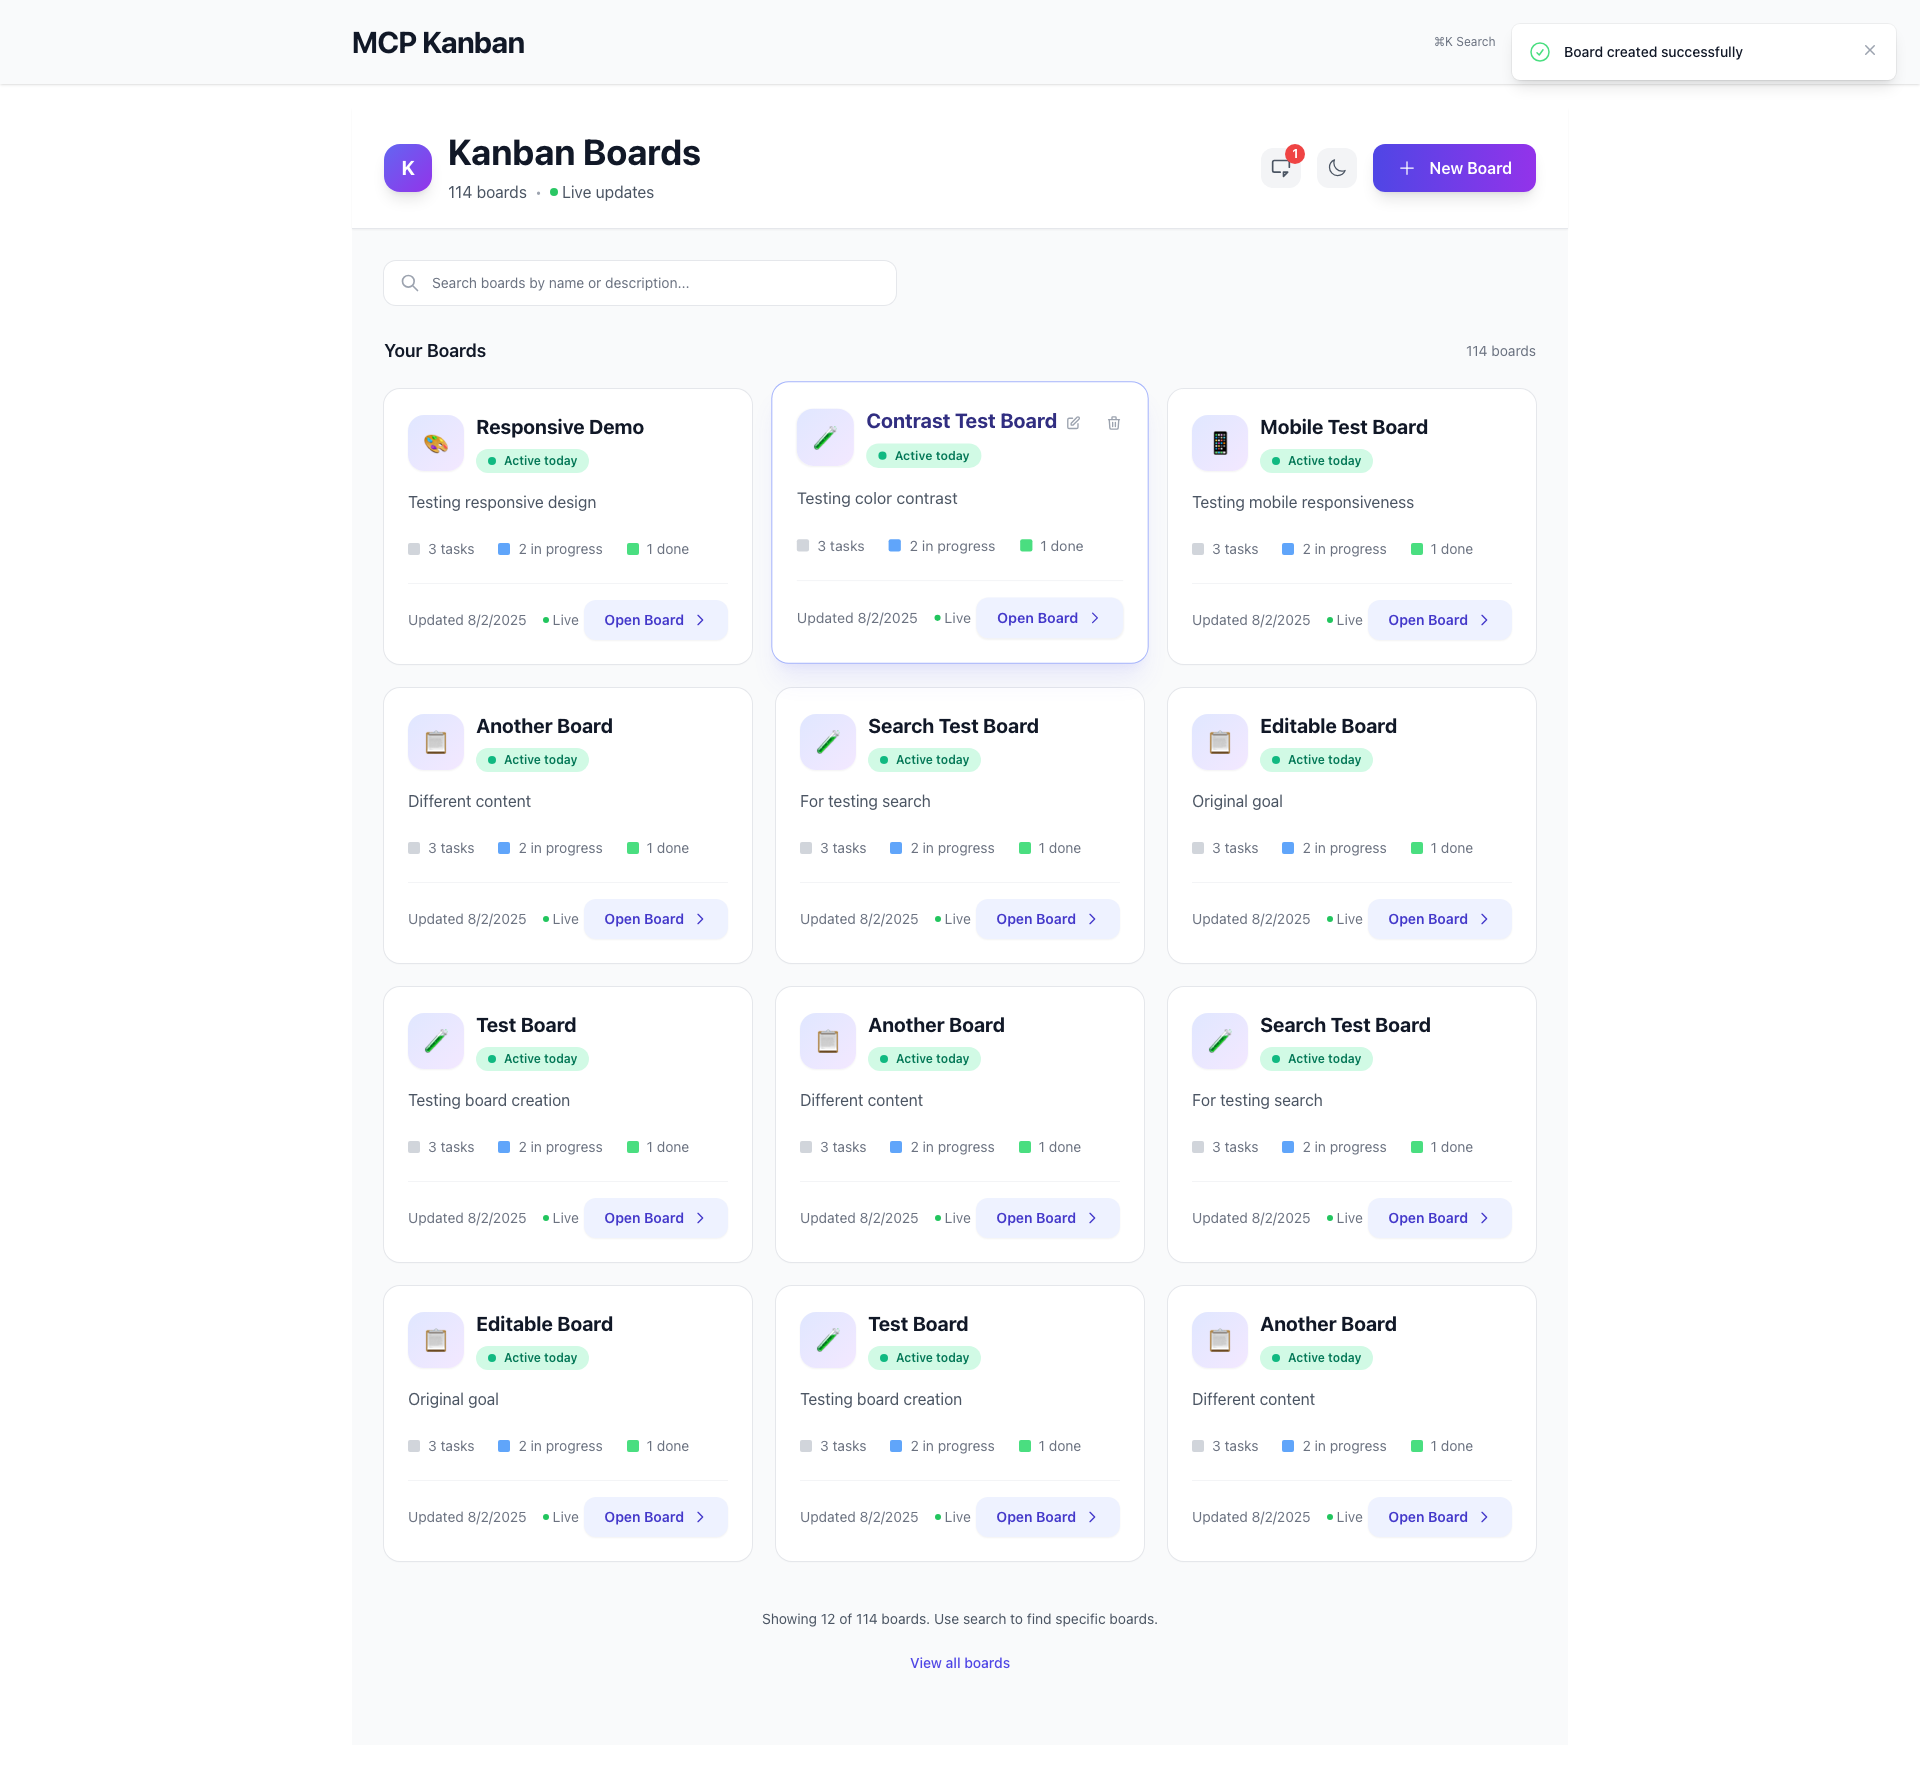 MCP Kanban
⌘K Search
Board created successfully
K
Kanban Boards
114 boards • Live updates
1
New Board
Search boards by name or description...
Your Boards
114 boards
Responsive Demo
Active today
Testing responsive design
3 tasks 2 in progress 1 done
Updated 8/2/2025 Live Open Board
Contrast Test Board
Active today
Testing color contrast
3 tasks 2 in progress 1 done
Updated 8/2/2025 Live Open Board
Mobile Test Board
Active today
Testing mobile responsiveness
3 tasks 2 in progress 1 done
Updated 8/2/2025 Live Open Board
Another Board
Active today
Different content
3 tasks 2 in progress 1 done
Updated 8/2/2025 Live Open Board
Search Test Board
Active today
For testing search
3 tasks 2 in progress 1 done
Updated 8/2/2025 Live Open Board
Editable Board
Active today
Original goal
3 tasks 2 in progress 1 done
Updated 8/2/2025 Live Open Board
Test Board
Active today
Testing board creation
3 tasks 2 in progress 1 done
Updated 8/2/2025 Live Open Board
Another Board
Active today
Different content
3 tasks 2 in progress 1 done
Updated 8/2/2025 Live Open Board
Search Test Board
Active today
For testing search
3 tasks 2 in progress 1 done
Updated 8/2/2025 Live Open Board
Editable Board
Active today
Original goal
3 tasks 2 in progress 1 done
Updated 8/2/2025 Live Open Board
Test Board
Active today
Testing board creation
3 tasks 2 in progress 1 done
Updated 8/2/2025 Live Open Board
Another Board
Active today
Different content
3 tasks 2 in progress 1 done
Updated 8/2/2025 Live Open Board
Showing 12 of 114 boards. Use search to find specific boards.
View all boards